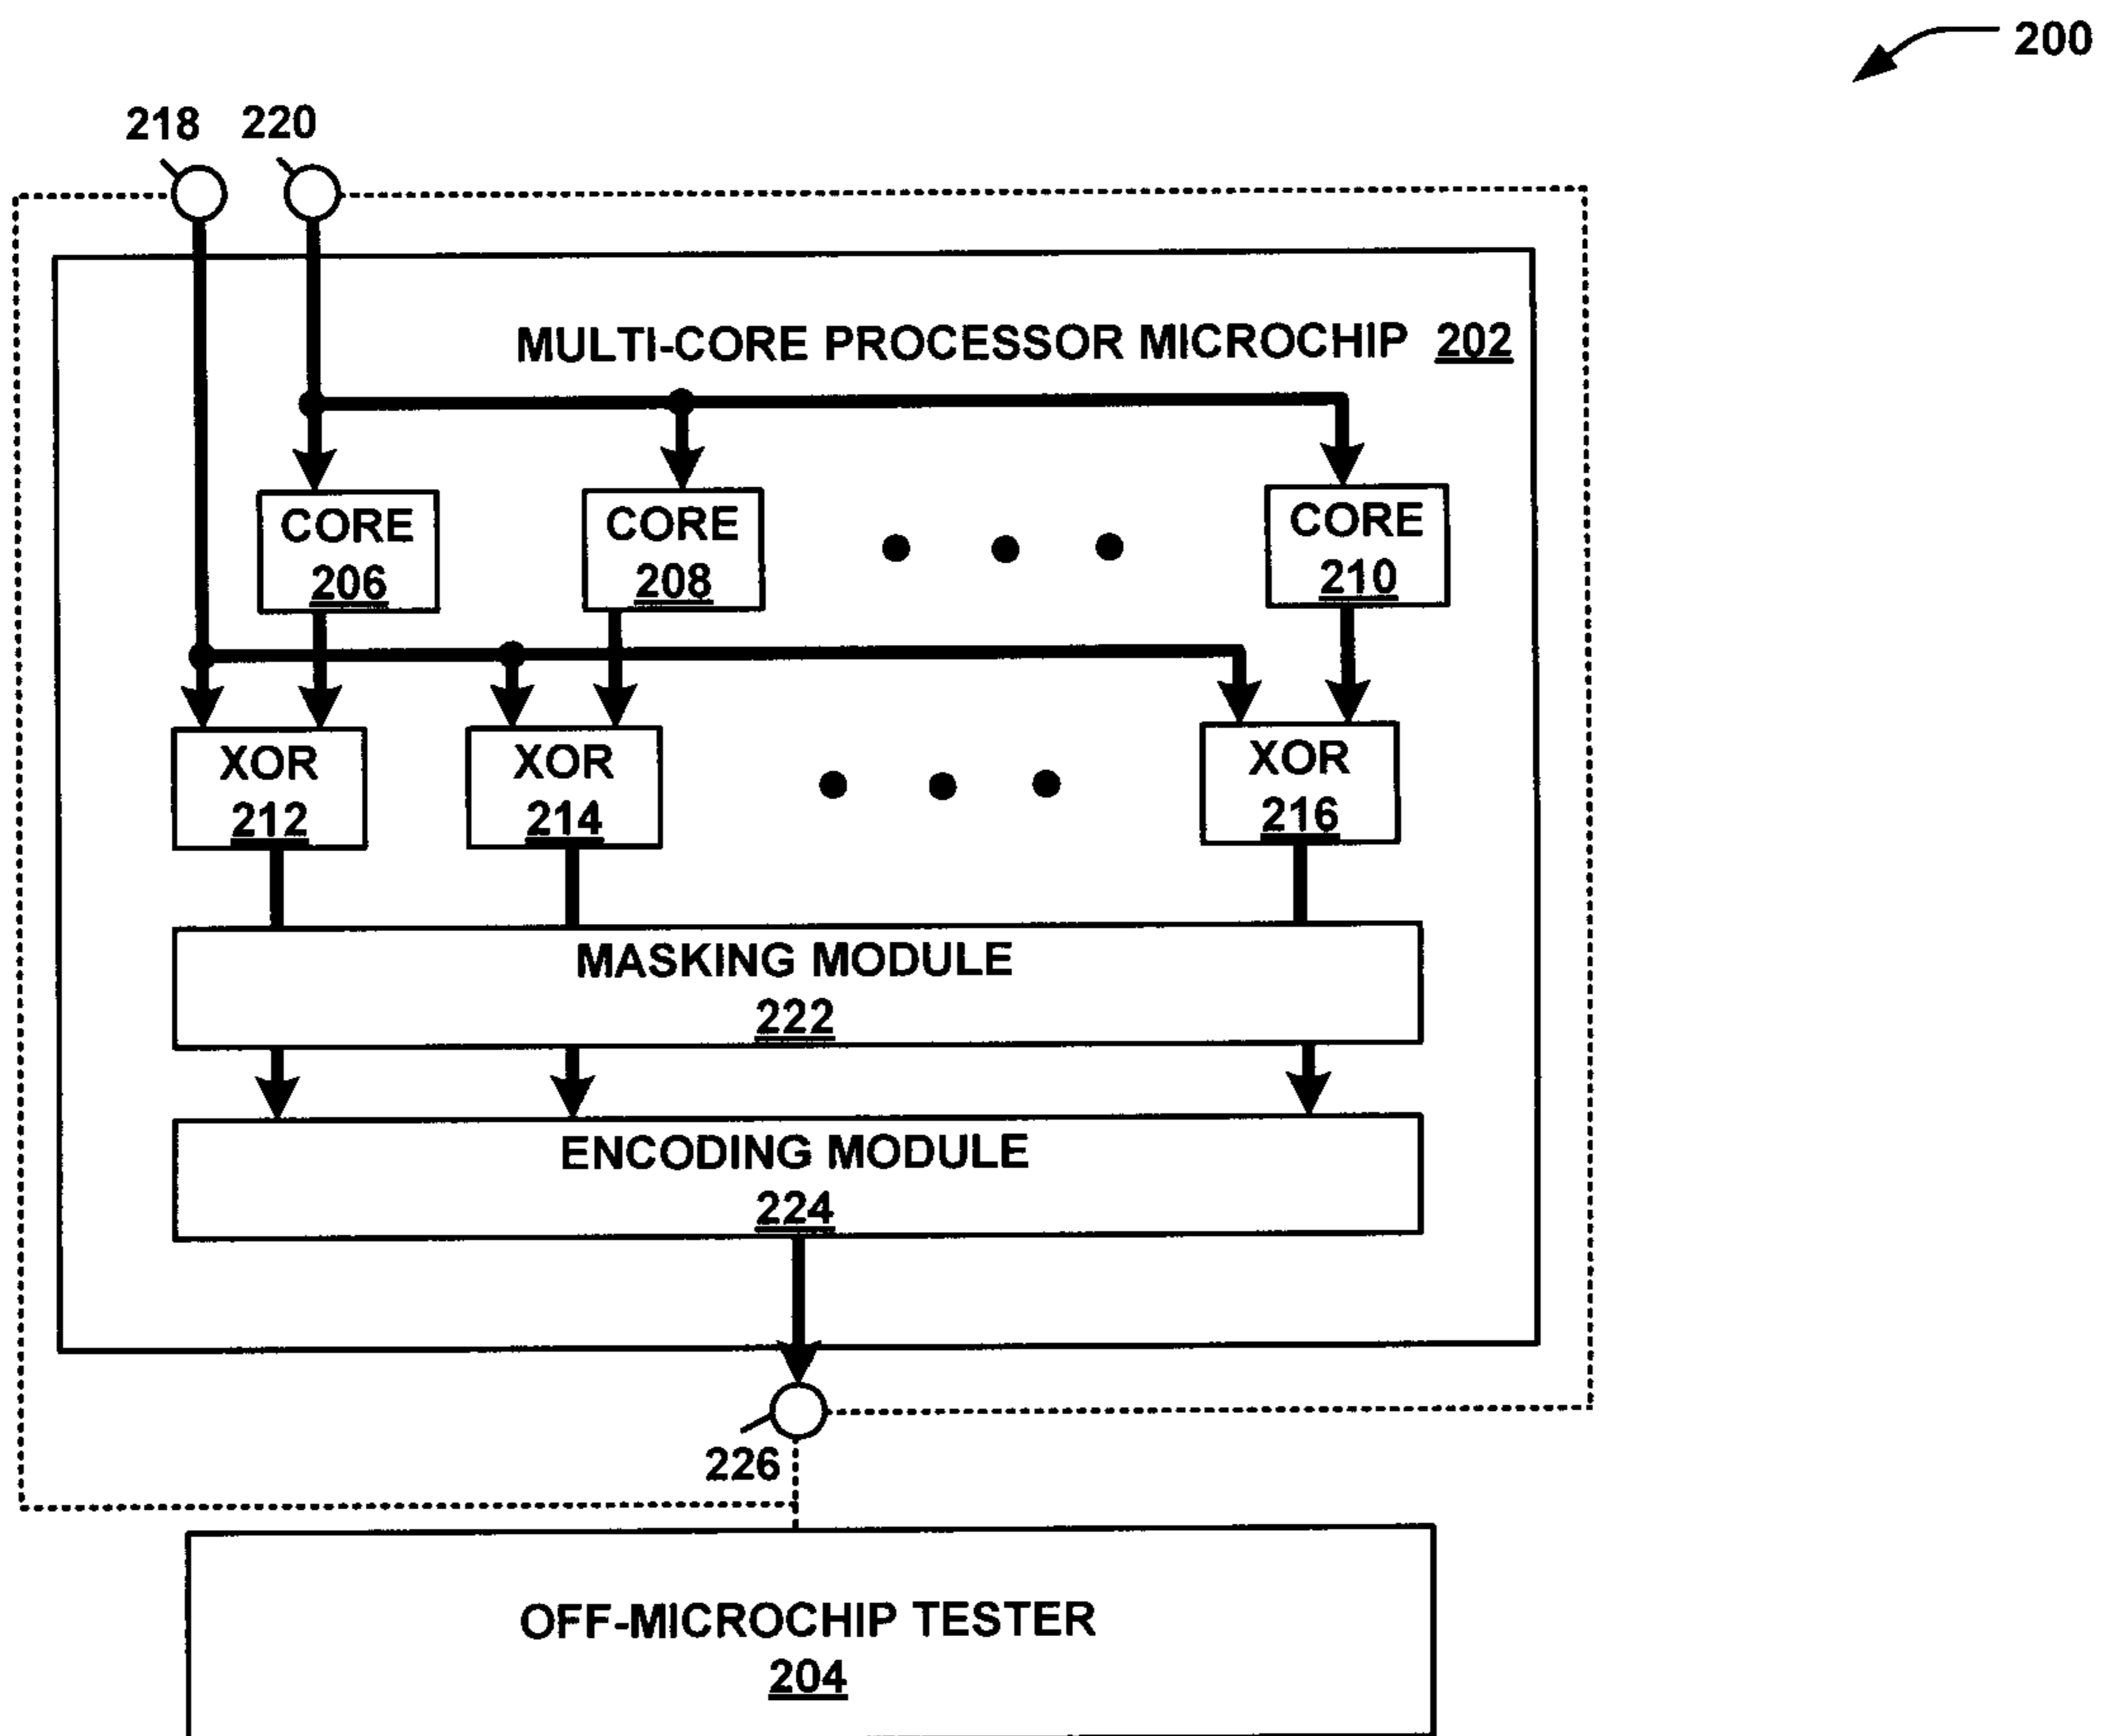 200
218 220
MULTI-CORE PROCESSOR MICROCHIP 202
CORE
206
CORE
208
CORE
210
XOR
212
XOR
214
XOR
216
MASKING MODULE
222
ENCODING MODULE
224
226
OFF-MICROCHIP TESTER
204